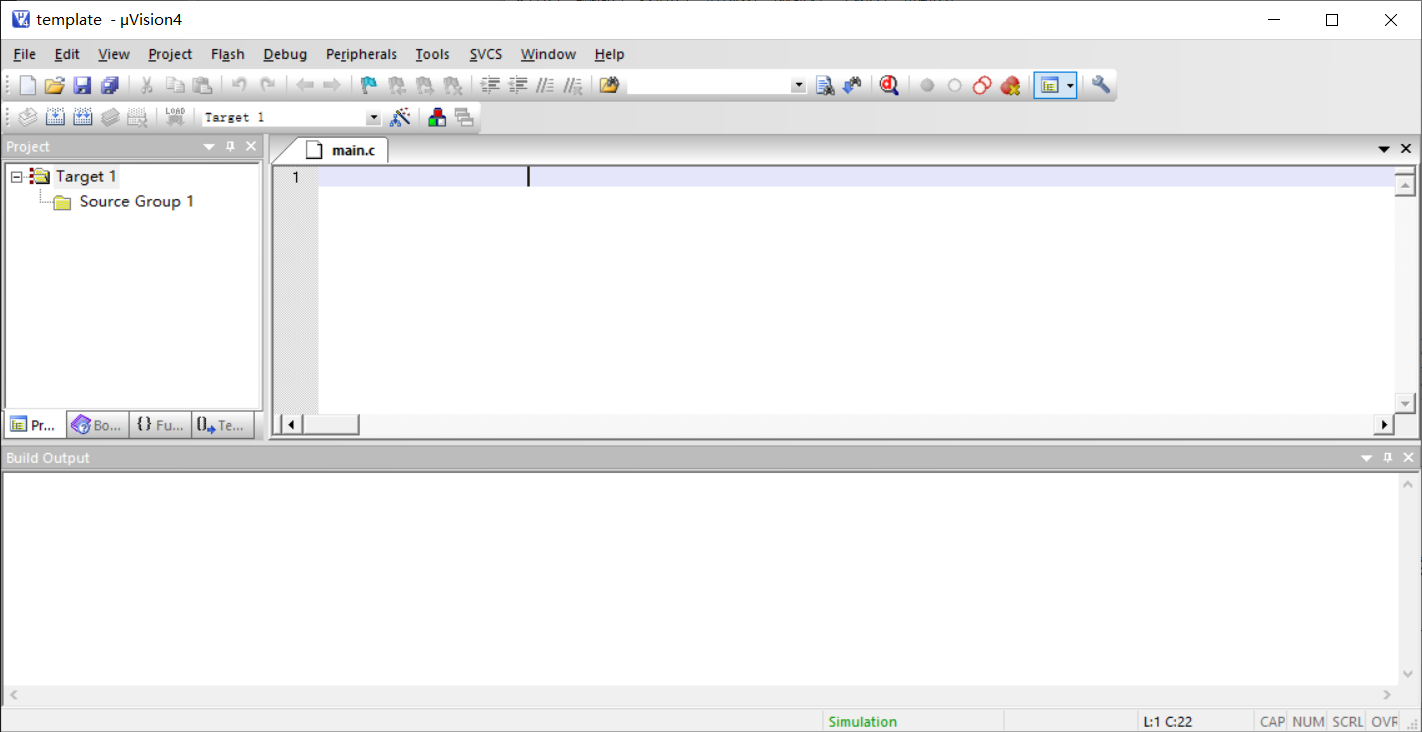 template - µVision4
File Edit View Project Flash Debug Peripherals Tools SVCS Window Help
LOAD Target 1
Project
main.c
Target 1
Source Group 1
1
Pr... Bo... {} Fu... Te...
Build Output
Simulation L:1 C:22 CAP NUM SCRL OVR